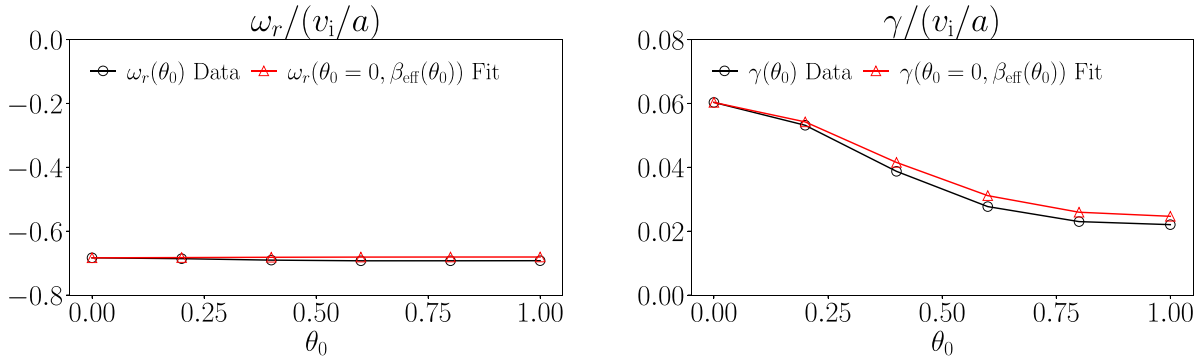 ω_r/(v_i/a)
0.0
−0.2
−0.4
−0.6
−0.8
ω_r(θ_0) Data
ω_r(θ_0 = 0, β_eff(θ_0)) Fit
0.00 0.25 0.50 0.75 1.00
θ_0
γ/(v_i/a)
0.08
0.06
0.04
0.02
0.00
γ(θ_0) Data
γ(θ_0 = 0, β_eff(θ_0)) Fit
0.00 0.25 0.50 0.75 1.00
θ_0